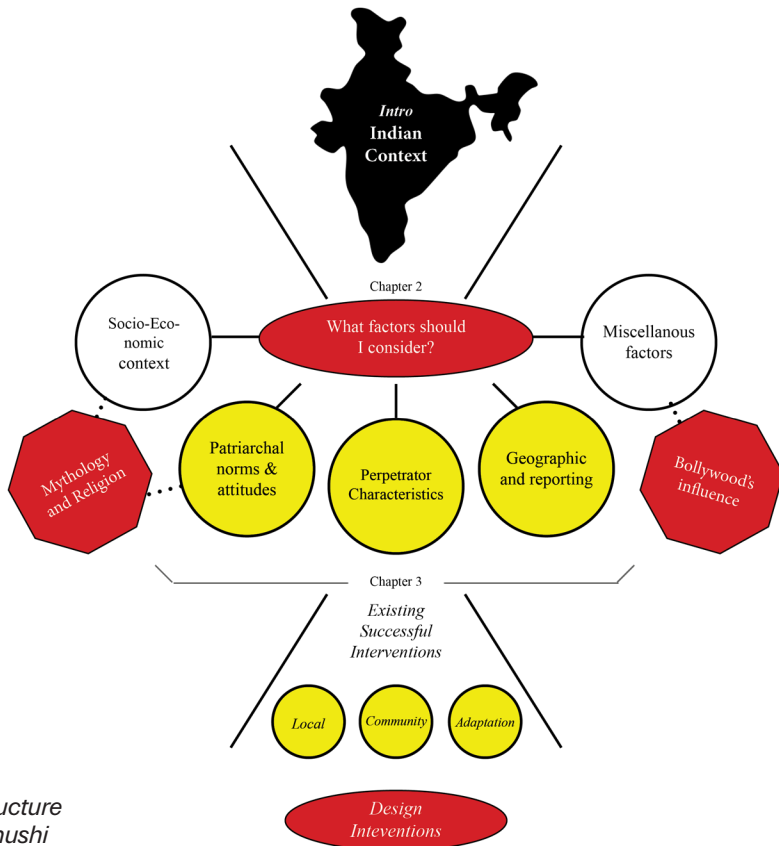 Intro
Indian
Context
Chapter 2
What factors should
I consider?
Socio-Eco-
nomic
context
Miscellanous
factors
Mythology
and Religion
Patriarchal
norms &
attitudes
Perpetrator
Characteristics
Geographic
and reporting
Bollywood's
influence
Chapter 3
Existing
Successful
Interventions
Local
Community
Adaptation
Design
Inteventions
ucture
nushi